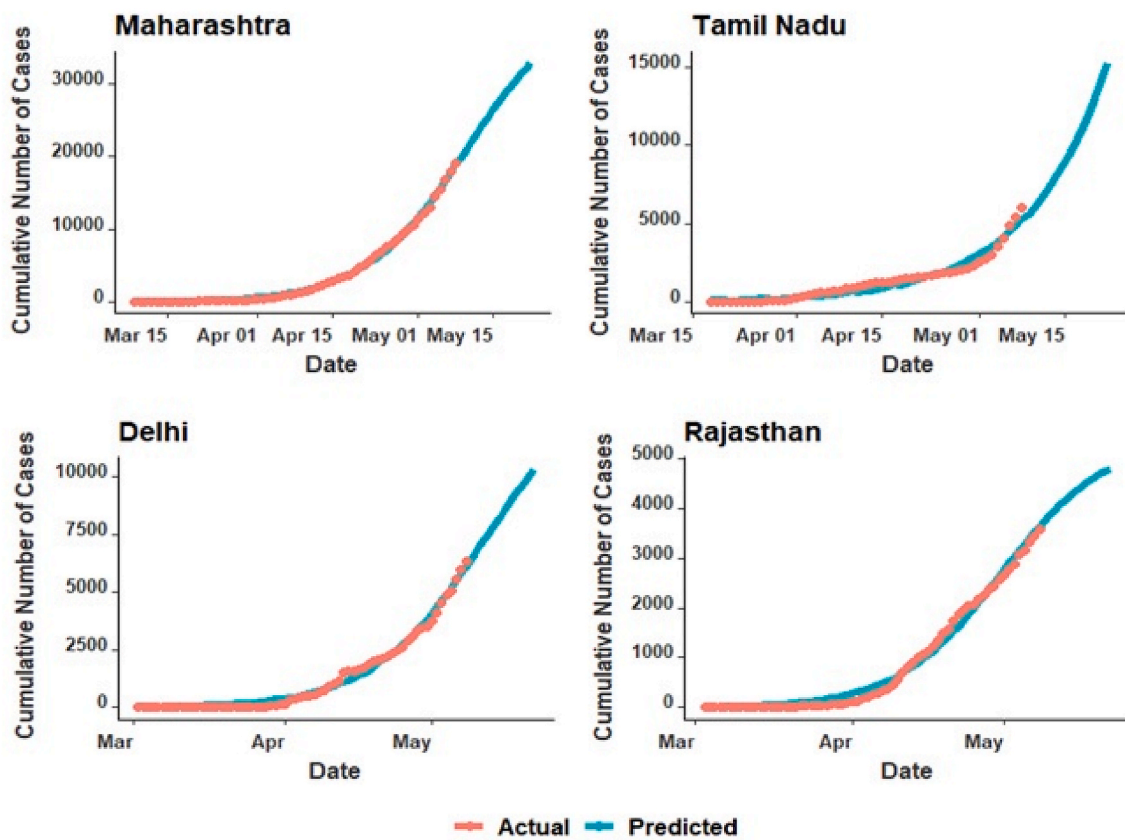 Maharashtra
Cumulative Number of Cases
30000
20000
10000
0
Mar 15 Apr 01 Apr 15 May 01 May 15
Date
Tamil Nadu
Cumulative Number of Cases
15000
10000
5000
0
Mar 15 Apr 01 Apr 15 May 01 May 15
Date
Delhi
Cumulative Number of Cases
10000
7500
5000
2500
0
Mar Apr May
Date
Rajasthan
Cumulative Number of Cases
5000
4000
3000
2000
1000
0
Mar Apr May
Date
Actual Predicted